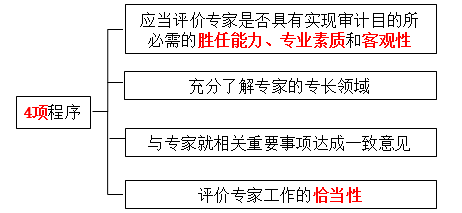 应当评价专家是否具有实现审计目的所
必需的胜任能力、专业素质和客观性
充分了解专家的专长领域
4项程序
与专家就相关重要事项达成一致意见
评价专家工作的恰当性